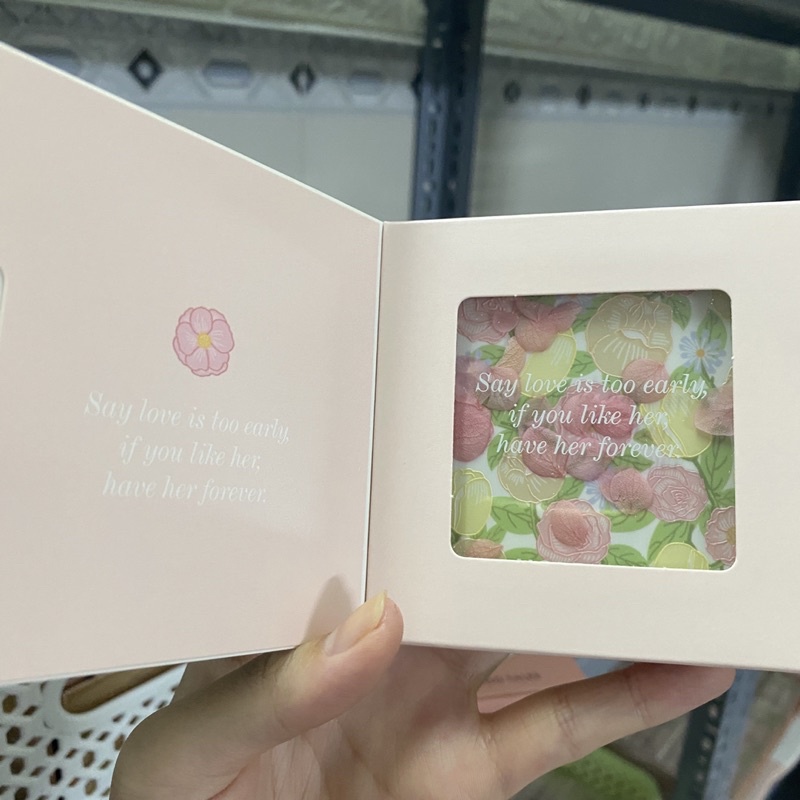 Say love is too early,
if you like her,
have her forever.
Say love is too early,
if you like her,
have her forever.